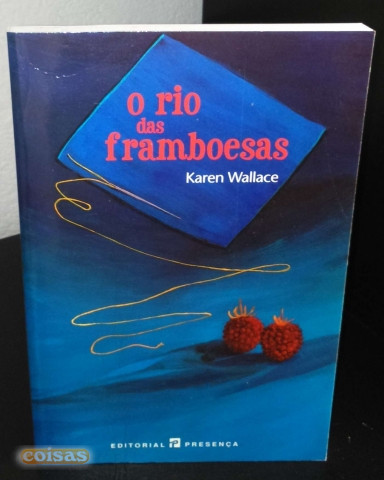 o rio
das
framboesas
Karen Wallace
EDITORIAL P PRESENÇA
coisas